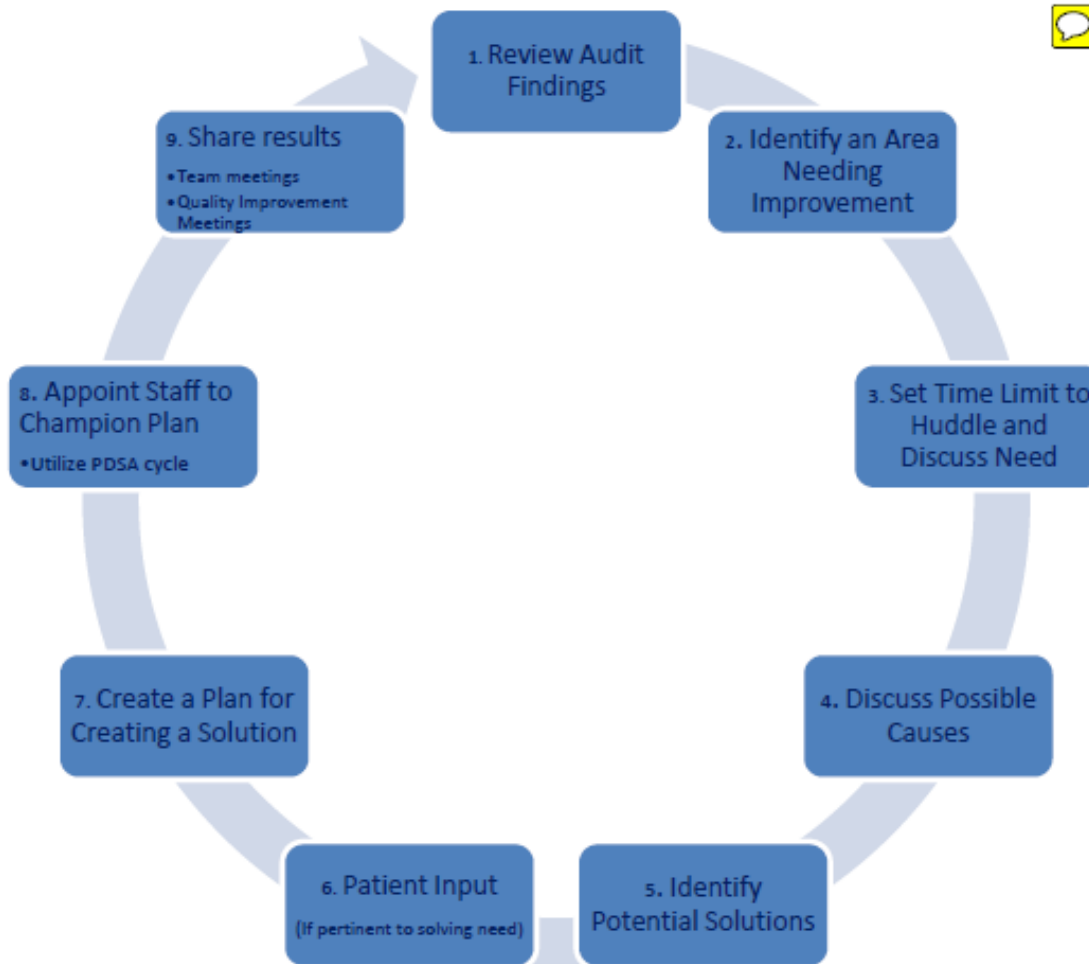 1. Review Audit
Findings
2. Identify an Area
Needing
Improvement
3. Set Time Limit to
Huddle and
Discuss Need
4. Discuss Possible
Causes
5. Identify
Potential Solutions
6. Patient Input
(If pertinent to solving need)
7. Create a Plan for
Creating a Solution
8. Appoint Staff to
Champion Plan
•Utilize PDSA cycle
9. Share results
•Team meetings
•Quality Improvement
Meetings